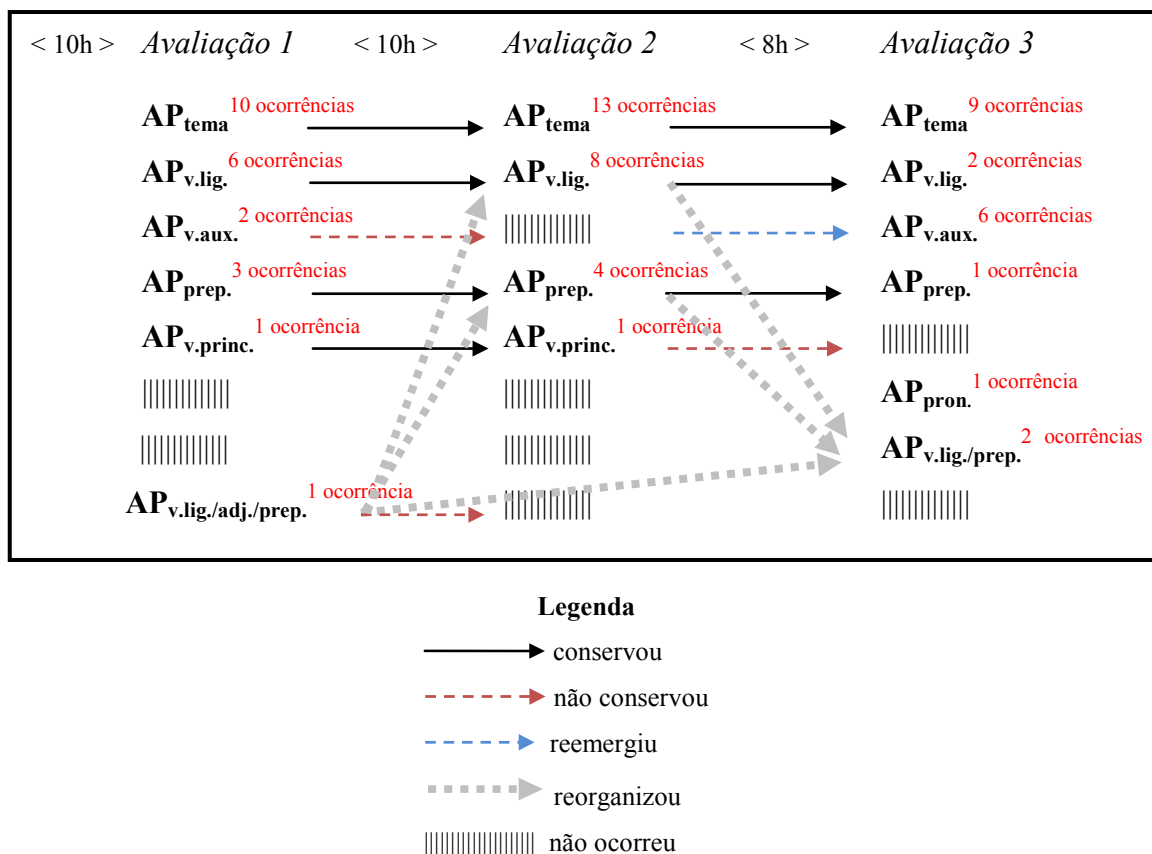 < 10h > Avaliação 1 < 10h > Avaliação 2 < 8h > Avaliação 3
APtema 10 ocorrências APtema 13 ocorrências APtema 9 ocorrências
APv.lig. 6 ocorrências APv.lig. 8 ocorrências APv.lig. 2 ocorrências
APv.aux. 2 ocorrências APv.aux. 6 ocorrências
APprep. 3 ocorrências APprep. 4 ocorrências APprep. 1 ocorrência
APv.princ. 1 ocorrência APv.princ. 1 ocorrência
APpron. 1 ocorrência
APv.lig./prep. 2 ocorrências
APv.lig./adj./prep. 1 ocorrência
Legenda
conservou
não conservou
reemergiu
reorganizou
não ocorreu